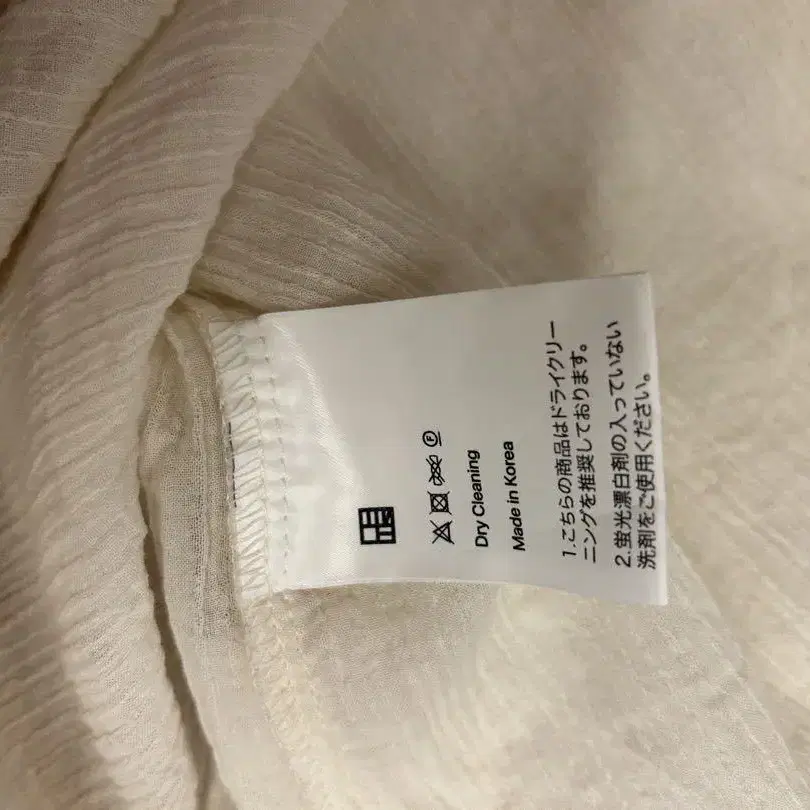 Ⓕ
Dry Cleaning
Made in Korea
1.こちらの商品はドライクリー
ニングを推奨しております。
2.蛍光漂白剤の入っていない
洗剤をご使用ください。